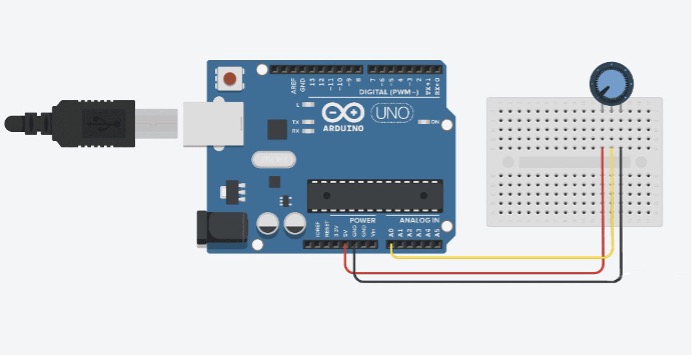 AREF
GND
13
12
~11
~10
~9
8
7
~6
~5
4
~3
2
TX→1
RX←0
DIGITAL (PWM~)
L
TX
RX
ARDUINO
UNO
ON
POWER
ANALOG IN
IOREF
RESET
3.3V
5V
GND
GND
Vin
A0
A1
A2
A3
A4
A5